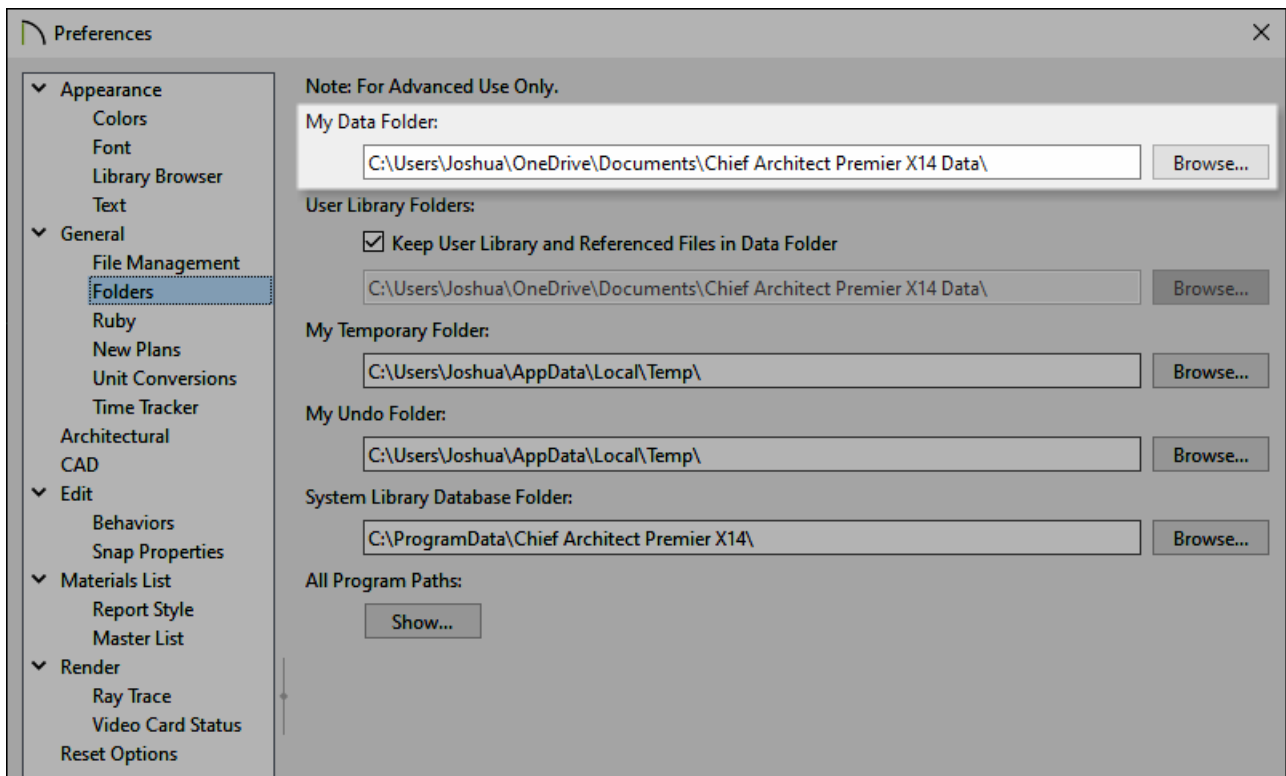 Preferences
Appearance
Colors
Font
Library Browser
Text
General
File Management
Folders
Ruby
New Plans
Unit Conversions
Time Tracker
Architectural
CAD
Edit
Behaviors
Snap Properties
Materials List
Report Style
Master List
Render
Ray Trace
Video Card Status
Reset Options
Note: For Advanced Use Only.
My Data Folder:
C:\Users\Joshua\OneDrive\Documents\Chief Architect Premier X14 Data\ Browse...
User Library Folders:
Keep User Library and Referenced Files in Data Folder
C:\Users\Joshua\OneDrive\Documents\Chief Architect Premier X14 Data\ Browse...
My Temporary Folder:
C:\Users\Joshua\AppData\Local\Temp\ Browse...
My Undo Folder:
C:\Users\Joshua\AppData\Local\Temp\ Browse...
System Library Database Folder:
C:\ProgramData\Chief Architect Premier X14\ Browse...
All Program Paths:
Show...